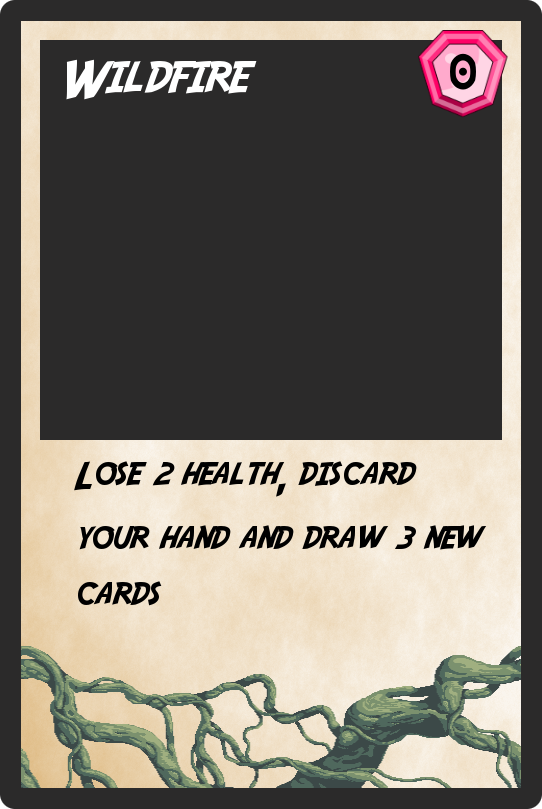 Wildfire
0
Lose 2 health, discard
your hand and draw 3 new
cards